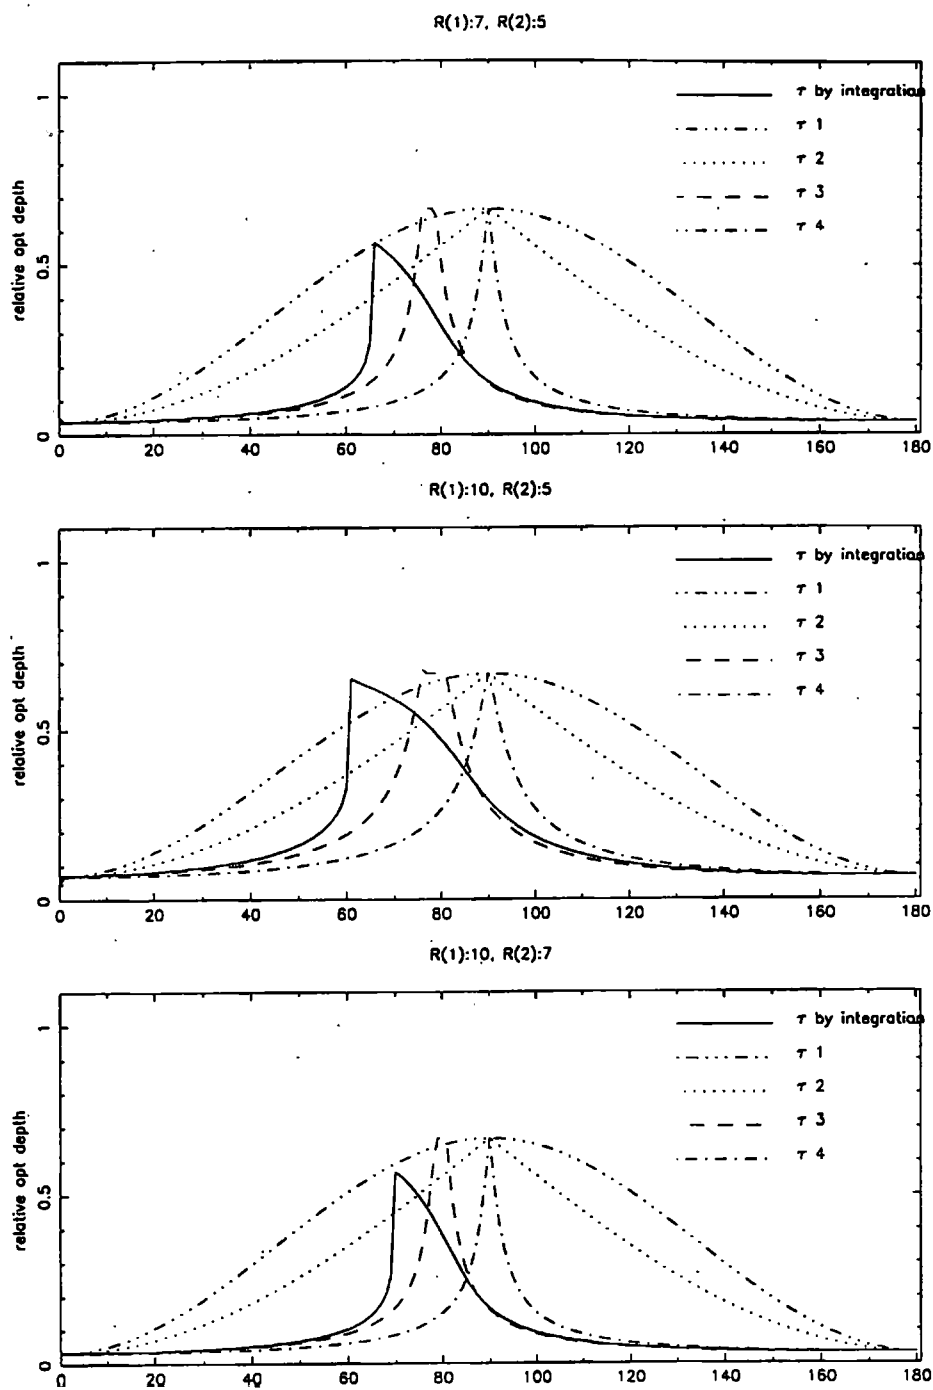 R(1):7, R(2):5
relative opt depth
1
0.5
0
τ by integration
τ 1
τ 2
τ 3
τ 4
0 20 40 60 80 100 120 140 160 180
R(1):10, R(2):5
relative opt depth
1
0.5
0
τ by integration
τ 1
τ 2
τ 3
τ 4
0 20 40 60 80 100 120 140 160 180
R(1):10, R(2):7
relative opt depth
1
0.5
0
τ by integration
τ 1
τ 2
τ 3
τ 4
0 20 40 60 80 100 120 140 160 180